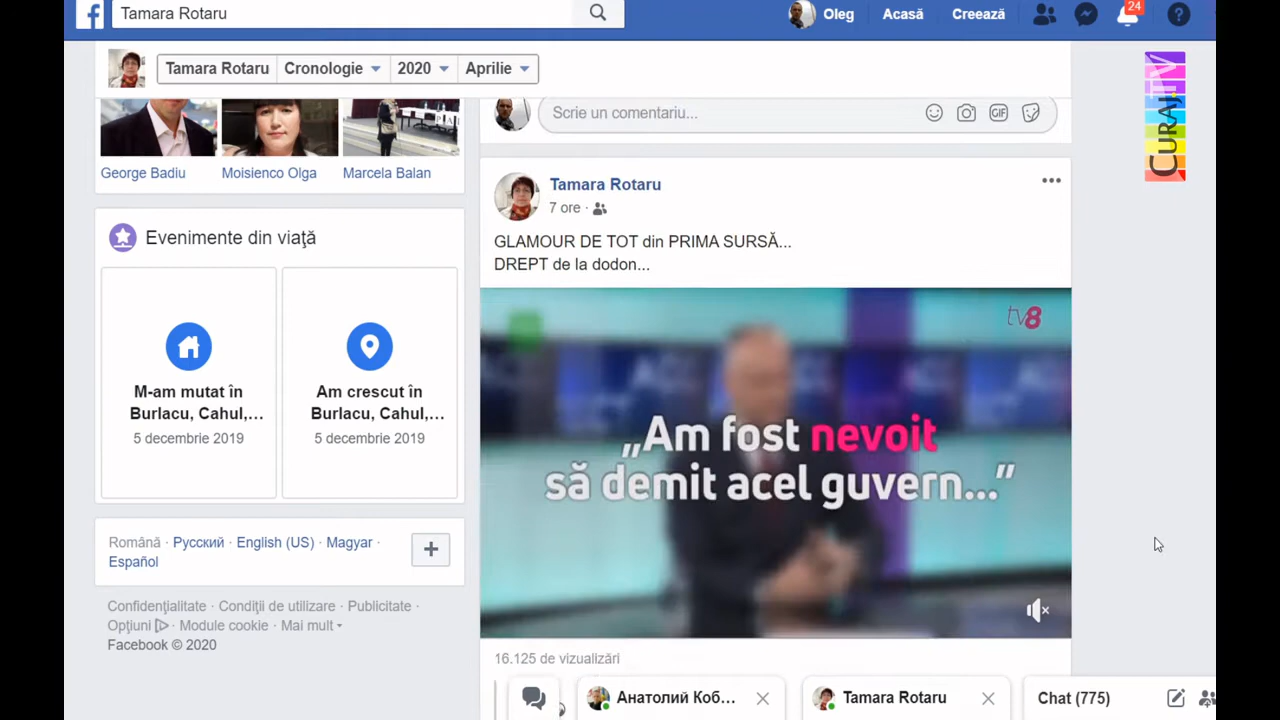 Tamara Rotaru
Oleg
Acasă
Creează
24
Tamara Rotaru
Cronologie
2020
Aprilie
George Badiu
Moisienco Olga
Marcela Balan
Scrie un comentariu...
GIF
CURAJ.TV
Evenimente din viață
M-am mutat în
Burlacu, Cahul,...
5 decembrie 2019
Am crescut în
Burlacu, Cahul,...
5 decembrie 2019
Română · Русский · English (US) · Magyar ·
Español
Confidențialitate · Condiții de utilizare · Publicitate ·
Opțiuni · Module cookie · Mai mult
Facebook © 2020
Tamara Rotaru
7 ore ·
GLAMOUR DE TOT din PRIMA SURSĂ...
DREPT de la dodon...
tv8
„Am fost nevoit
să demit acel guvern...”
16.125 de vizualizări
Анатолий Коб...
Tamara Rotaru
Chat (775)